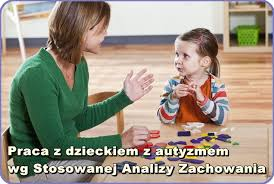 Praca z dzieckiem z autyzmem
wg Stosowanej Analizy Zachowania